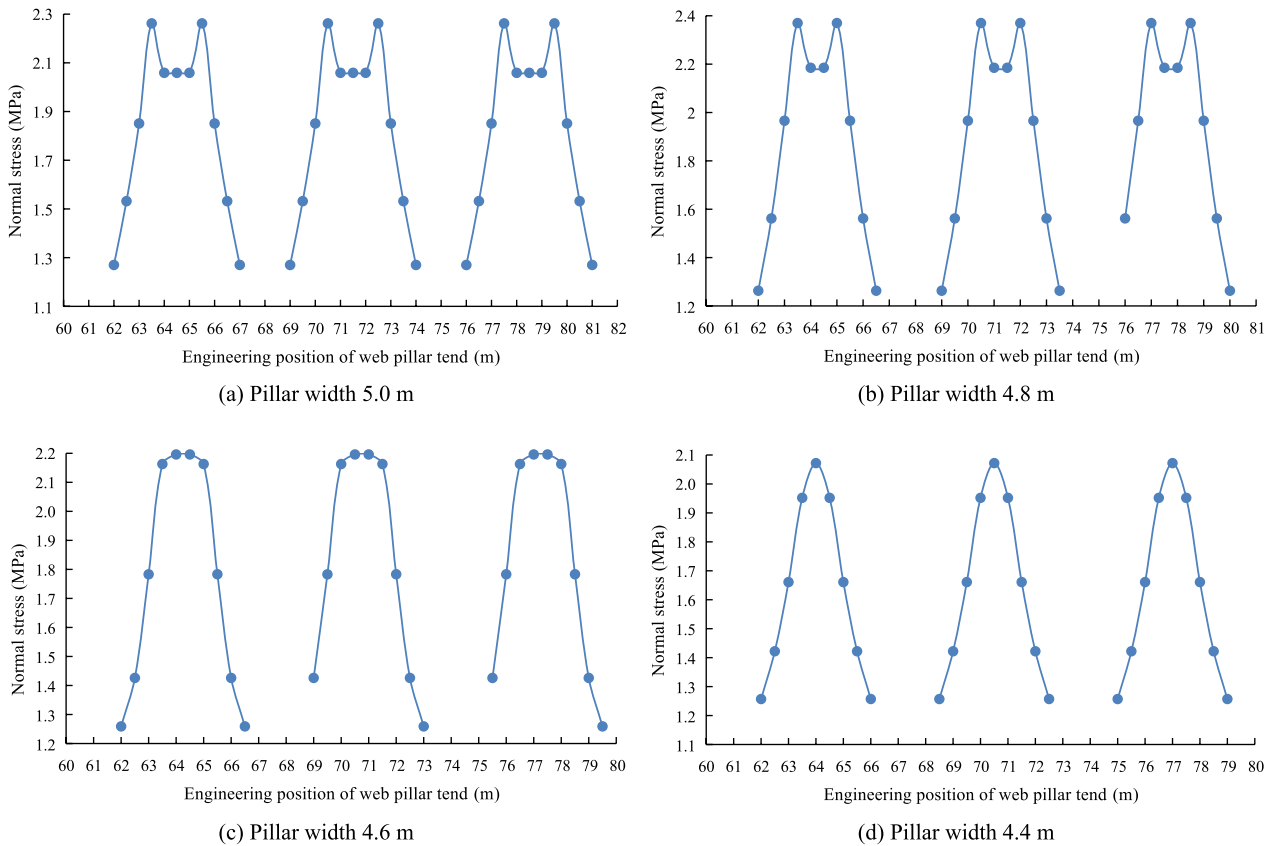 2.3
2.1
1.9
1.7
1.5
1.3
1.1
Normal stress (MPa)
60 61 62 63 64 65 66 67 68 69 70 71 72 73 74 75 76 77 78 79 80 81 82
Engineering position of web pillar tend (m)
(a) Pillar width 5.0 m
2.4
2.2
2
1.8
1.6
1.4
1.2
Normal stress (MPa)
60 61 62 63 64 65 66 67 68 69 70 71 72 73 74 75 76 77 78 79 80 81
Engineering position of web pillar tend (m)
(b) Pillar width 4.8 m
2.2
2.1
2.0
1.9
1.8
1.7
1.6
1.5
1.4
1.3
1.2
Normal stress (MPa)
60 61 62 63 64 65 66 67 68 69 70 71 72 73 74 75 76 77 78 79 80
Engineering position of web pillar tend (m)
(c) Pillar width 4.6 m
2.1
2.0
1.9
1.8
1.7
1.6
1.5
1.4
1.3
1.2
1.1
Normal stress (MPa)
60 61 62 63 64 65 66 67 68 69 70 71 72 73 74 75 76 77 78 79 80
Engineering position of web pillar tend (m)
(d) Pillar width 4.4 m